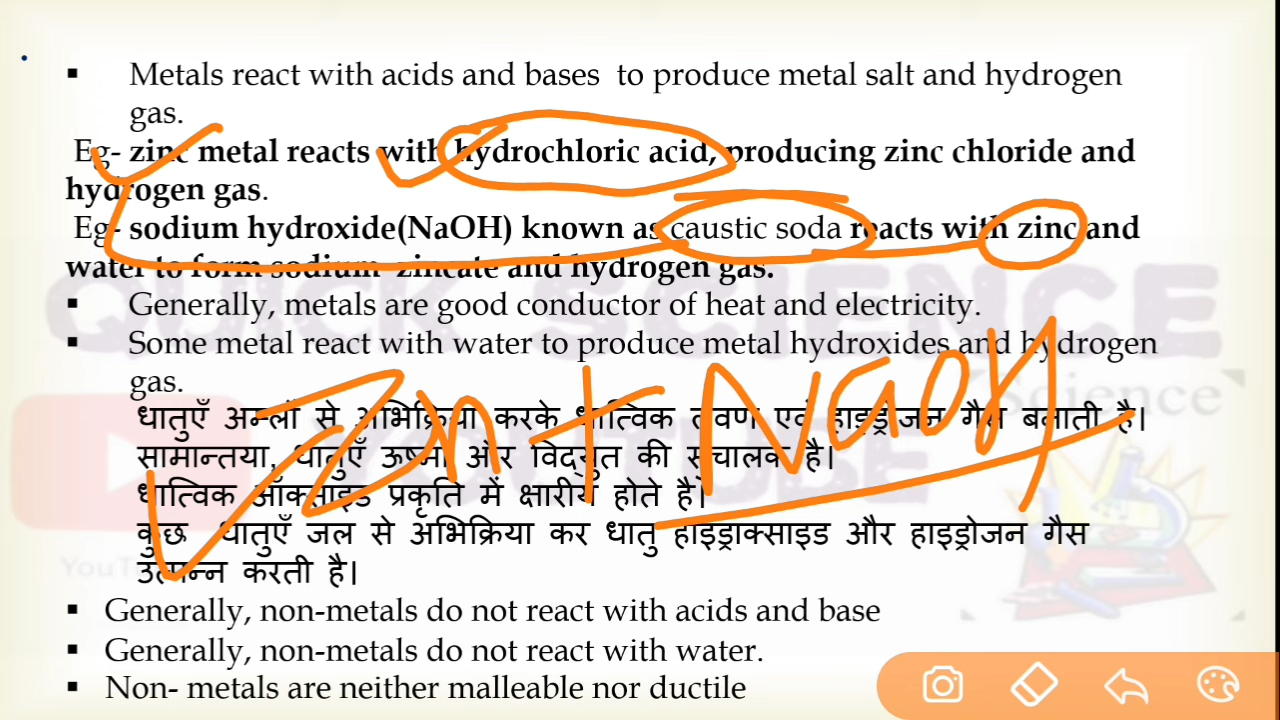 Metals react with acids and bases to produce metal salt and hydrogen
gas.
Eg- zinc metal reacts with hydrochloric acid, producing zinc chloride and
hydrogen gas.
Eg- sodium hydroxide(NaOH) known as caustic soda reacts with zinc and
water to form sodium zincate and hydrogen gas.
Generally, metals are good conductor of heat and electricity.
QUICK SCIENCE
Some metal react with water to produce metal hydroxides and hydrogen
gas.
Zn + NaOH
Science
धातुएँ अम्लों से अभिक्रिया करके धात्विक लवण एवं हाइड्रोजन गैस बनाती है।
सामान्तया, धातुएँ ऊष्मा और विद्युत की सुचालक है।
YOUTUBE
धात्विक ऑक्साइड प्रकृति में क्षारीय होते है।
कुछ धातुएँ जल से अभिक्रिया कर धातु हाइड्राक्साइड और हाइड्रोजन गैस
उत्पन्न करती है।
Generally, non-metals do not react with acids and base
Generally, non-metals do not react with water.
Non- metals are neither malleable nor ductile